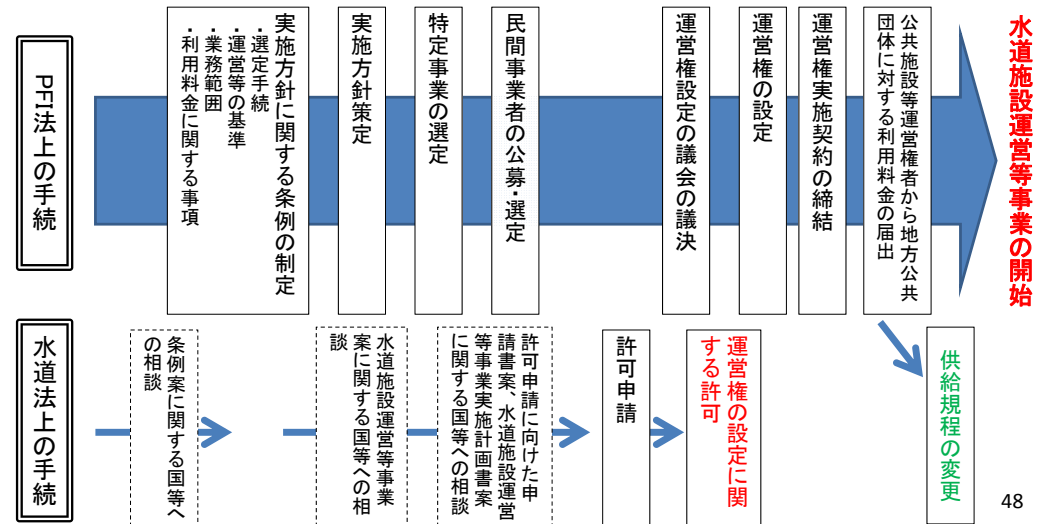 PFI法上の手続
実施方針に関する条例の制定
・選定手続
・運営等の基準
・業務範囲
・利用料金に関する事項
実施方針策定
特定事業の選定
民間事業者の公募・選定
運営権設定の議会の議決
運営権の設定
運営権実施契約の締結
公共施設等運営権者から地方公共
団体に対する利用料金の届出
水道施設運営等事業の開始
水道法上の手続
条例案に関する国等へ
の相談
水道施設運営等事業
案に関する国等への相
談
許可申請に向けた申
請書案、水道施設運営
等事業実施計画書案
に関する国等への相談
許可申請
運営権の設定に関
する許可
供給規程の変更
48